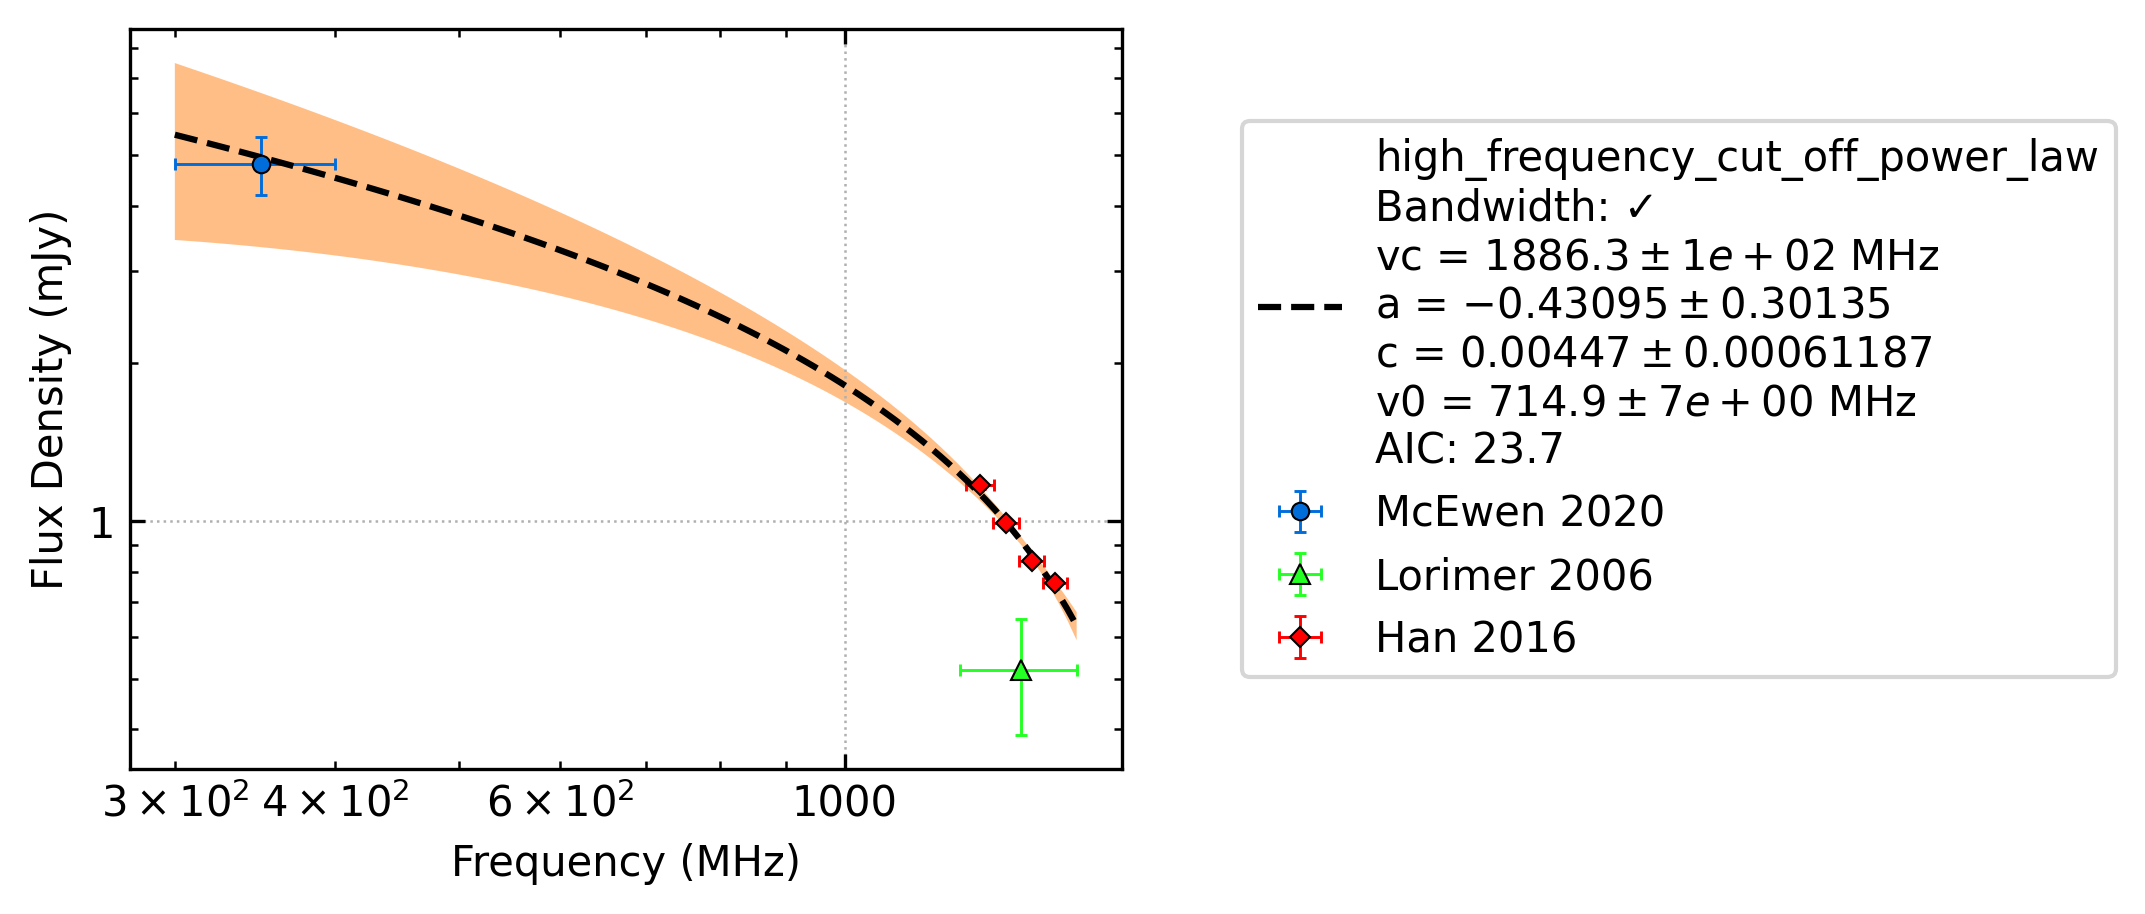 Flux Density (mJy)
1
3 × 10² 4 × 10² 6 × 10² 1000
Frequency (MHz)
high_frequency_cut_off_power_law
Bandwidth: ✓
vc = 1886.3 ± 1e + 02 MHz
a = −0.43095 ± 0.30135
c = 0.00447 ± 0.00061187
v0 = 714.9 ± 7e + 00 MHz
AIC: 23.7
McEwen 2020
Lorimer 2006
Han 2016